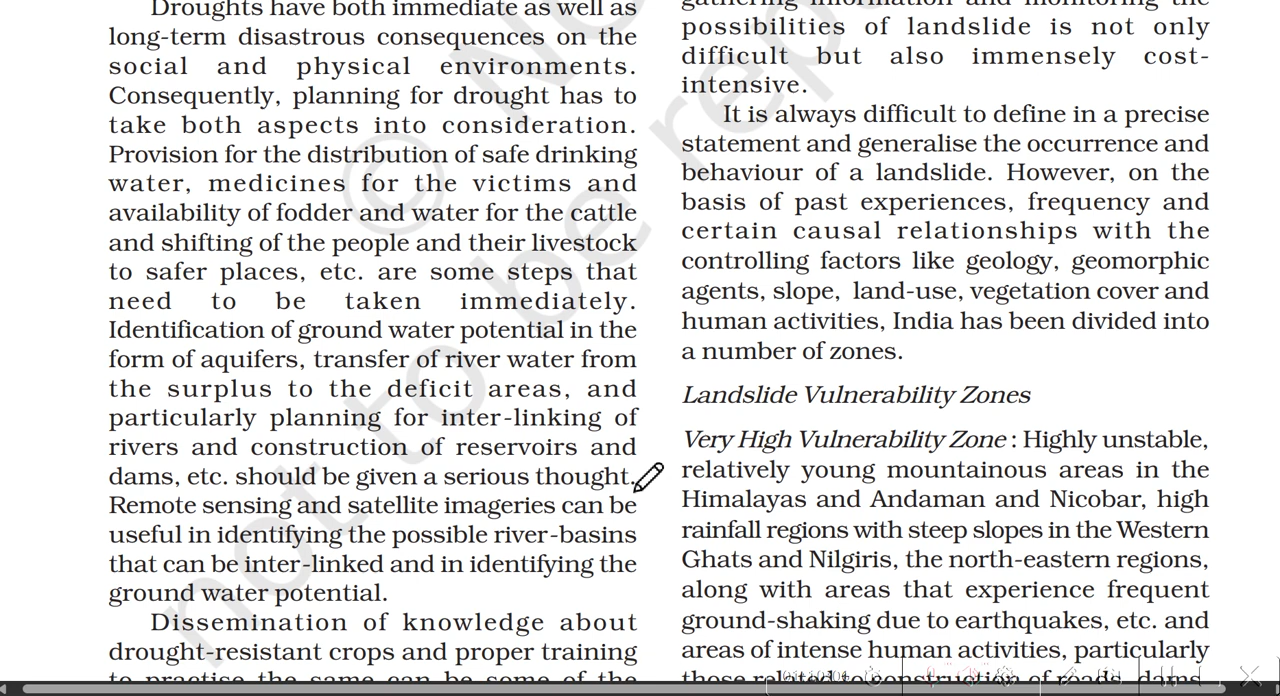 Droughts have both immediate as well as
long-term disastrous consequences on the
social and physical environments.
Consequently, planning for drought has to
take both aspects into consideration.
Provision for the distribution of safe drinking
water, medicines for the victims and
availability of fodder and water for the cattle
and shifting of the people and their livestock
to safer places, etc. are some steps that
need to be taken immediately.
Identification of ground water potential in the
form of aquifers, transfer of river water from
the surplus to the deficit areas, and
particularly planning for inter-linking of
rivers and construction of reservoirs and
dams, etc. should be given a serious thought.
Remote sensing and satellite imageries can be
useful in identifying the possible river-basins
that can be inter-linked and in identifying the
ground water potential.
Dissemination of knowledge about
drought-resistant crops and proper training
to practise the same can be some of the
gathering information and monitoring the
possibilities of landslide is not only
difficult but also immensely cost-
intensive.
It is always difficult to define in a precise
statement and generalise the occurrence and
behaviour of a landslide. However, on the
basis of past experiences, frequency and
certain causal relationships with the
controlling factors like geology, geomorphic
agents, slope, land-use, vegetation cover and
human activities, India has been divided into
a number of zones.
Landslide Vulnerability Zones
Very High Vulnerability Zone : Highly unstable,
relatively young mountainous areas in the
Himalayas and Andaman and Nicobar, high
rainfall regions with steep slopes in the Western
Ghats and Nilgiris, the north-eastern regions,
along with areas that experience frequent
ground-shaking due to earthquakes, etc. and
areas of intense human activities, particularly
those related to construction of roads, dams
©
not to be rep